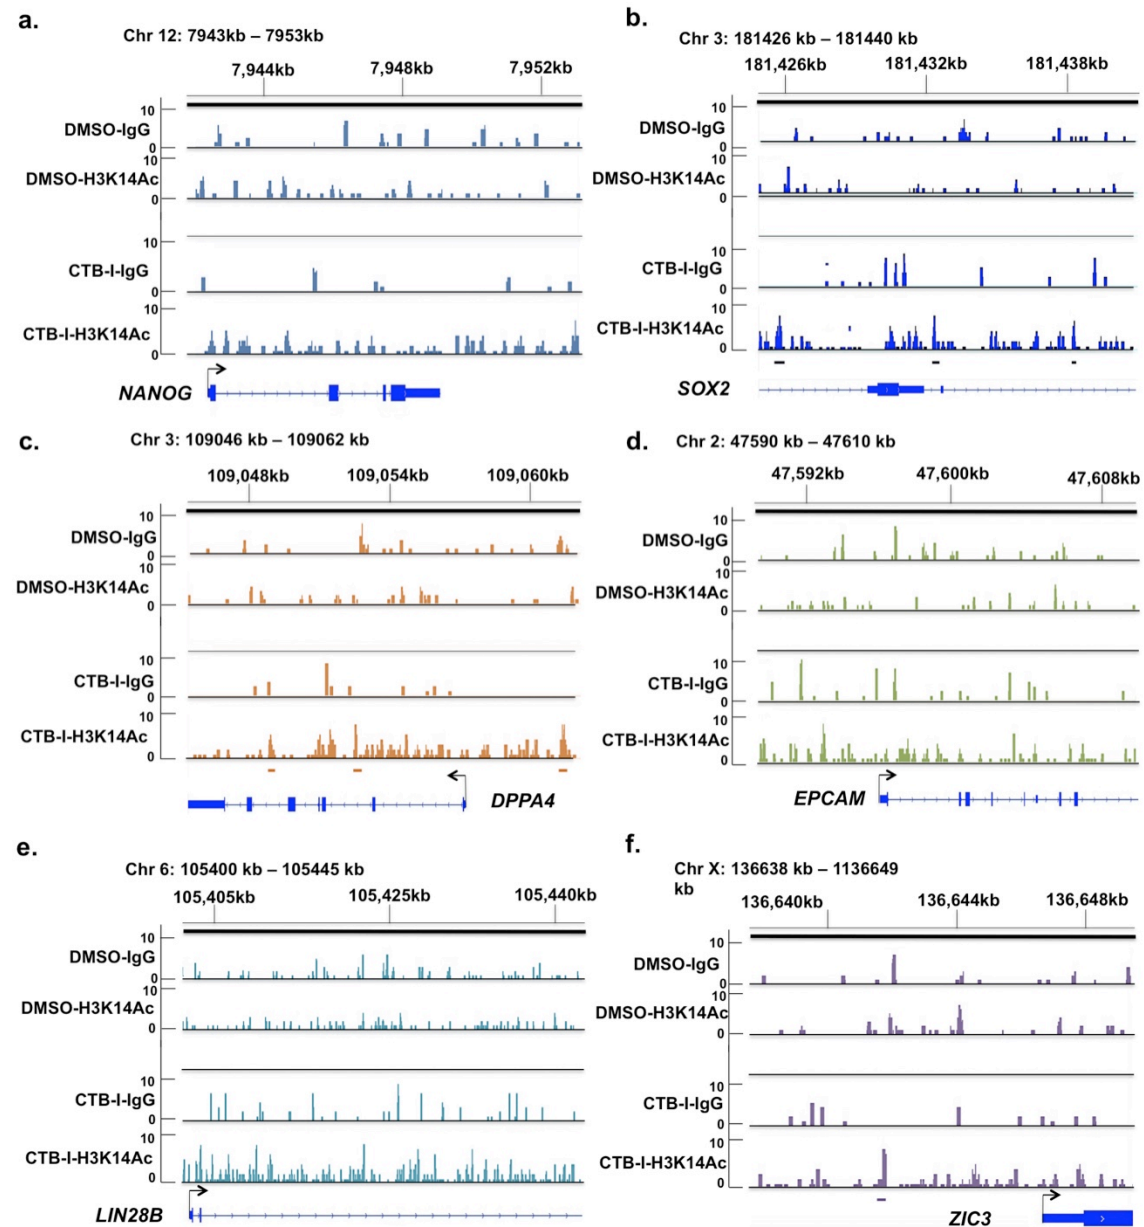 a.
Chr 12: 7943kb – 7953kb
7,944kb 7,948kb 7,952kb
10
DMSO-IgG
0
10
DMSO-H3K14Ac
0
10
CTB-I-IgG
0
10
CTB-I-H3K14Ac
0
NANOG
b.
Chr 3: 181426 kb – 181440 kb
181,426kb 181,432kb 181,438kb
10
DMSO-IgG
0
10
DMSO-H3K14Ac
0
10
CTB-I-IgG
0
10
CTB-I-H3K14Ac
0
SOX2
c.
Chr 3: 109046 kb – 109062 kb
109,048kb 109,054kb 109,060kb
10
DMSO-IgG
0
10
DMSO-H3K14Ac
0
10
CTB-I-IgG
0
10
CTB-I-H3K14Ac
0
DPPA4
d.
Chr 2: 47590 kb – 47610 kb
47,592kb 47,600kb 47,608kb
10
DMSO-IgG
0
10
DMSO-H3K14Ac
0
10
CTB-I-IgG
0
10
CTB-I-H3K14Ac
0
EPCAM
e.
Chr 6: 105400 kb – 105445 kb
105,405kb 105,425kb 105,440kb
10
DMSO-IgG
0
10
DMSO-H3K14Ac
0
10
CTB-I-IgG
0
10
CTB-I-H3K14Ac
0
LIN28B
f.
Chr X: 136638 kb – 1136649
kb
136,640kb 136,644kb 136,648kb
10
DMSO-IgG
0
10
DMSO-H3K14Ac
0
10
CTB-I-IgG
0
10
CTB-I-H3K14Ac
0
ZIC3